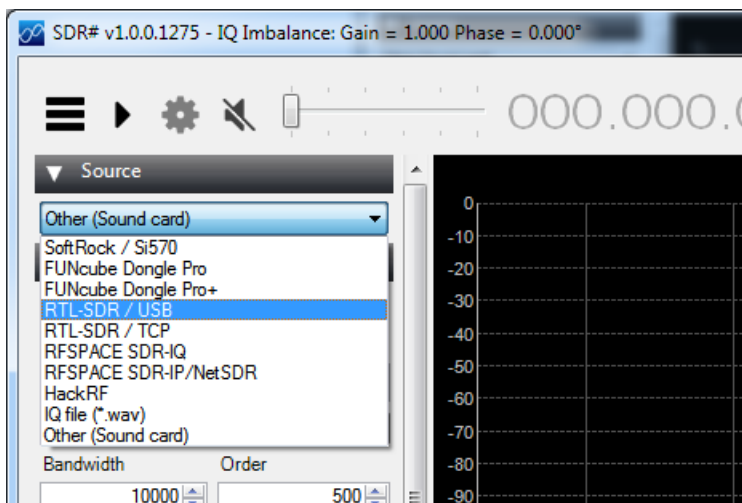 SDR# v1.0.0.1275 - IQ Imbalance: Gain = 1.000 Phase = 0.000°
000.000.
Source
Other (Sound card)
SoftRock / Si570
FUNcube Dongle Pro
FUNcube Dongle Pro+
RTL-SDR / USB
RTL-SDR / TCP
RFSPACE SDR-IQ
RFSPACE SDR-IP/NetSDR
HackRF
IQ file (*.wav)
Other (Sound card)
Bandwidth Order
10000 500
0
-10
-20
-30
-40
-50
-60
-70
-80
-90